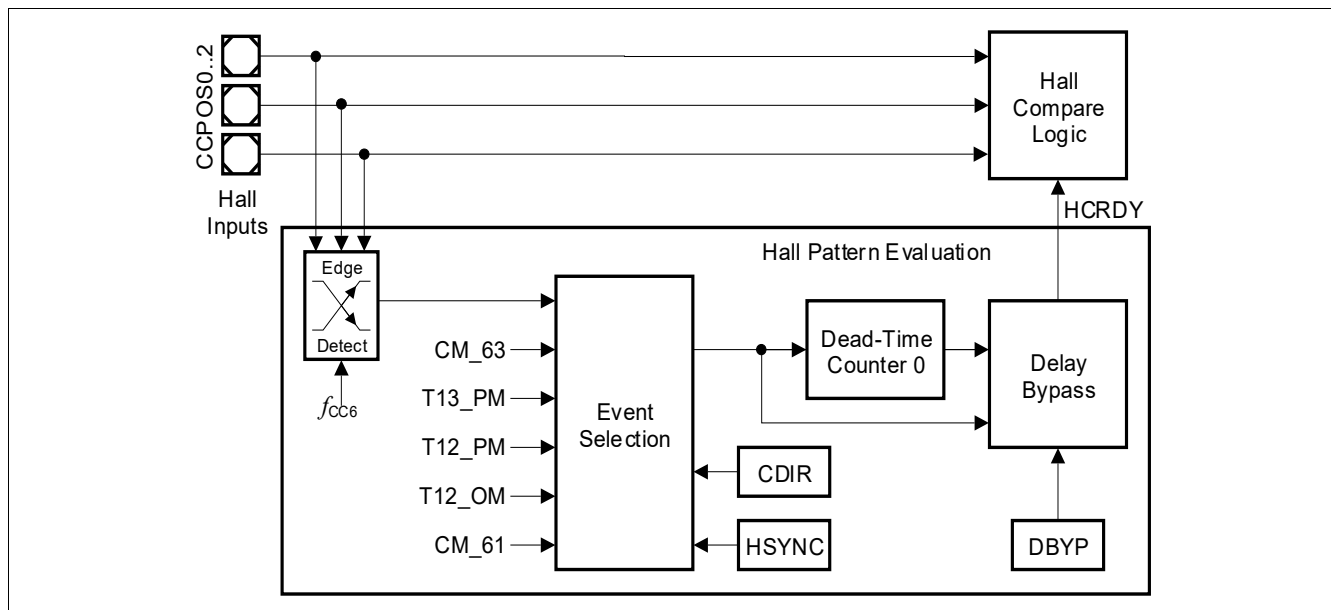 CCPOS0..2
Hall
Inputs
Hall
Compare
Logic
HCRDY
Hall Pattern Evaluation
Edge
Detect
fCC6
CM_63
T13_PM
T12_PM
T12_OM
CM_61
Event
Selection
Dead-Time
Counter 0
Delay
Bypass
CDIR
HSYNC
DBYP